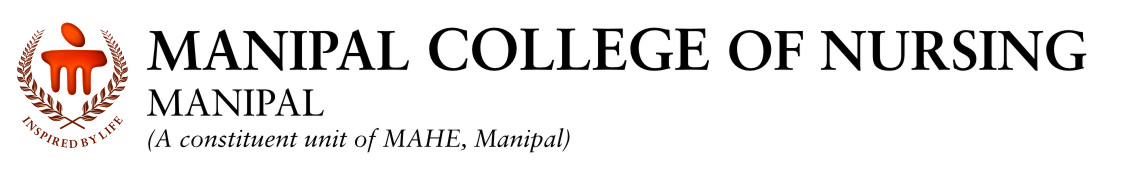 MANIPAL COLLEGE OF NURSING
MANIPAL
(A constituent unit of MAHE, Manipal)
INSPIRED BY LIFE